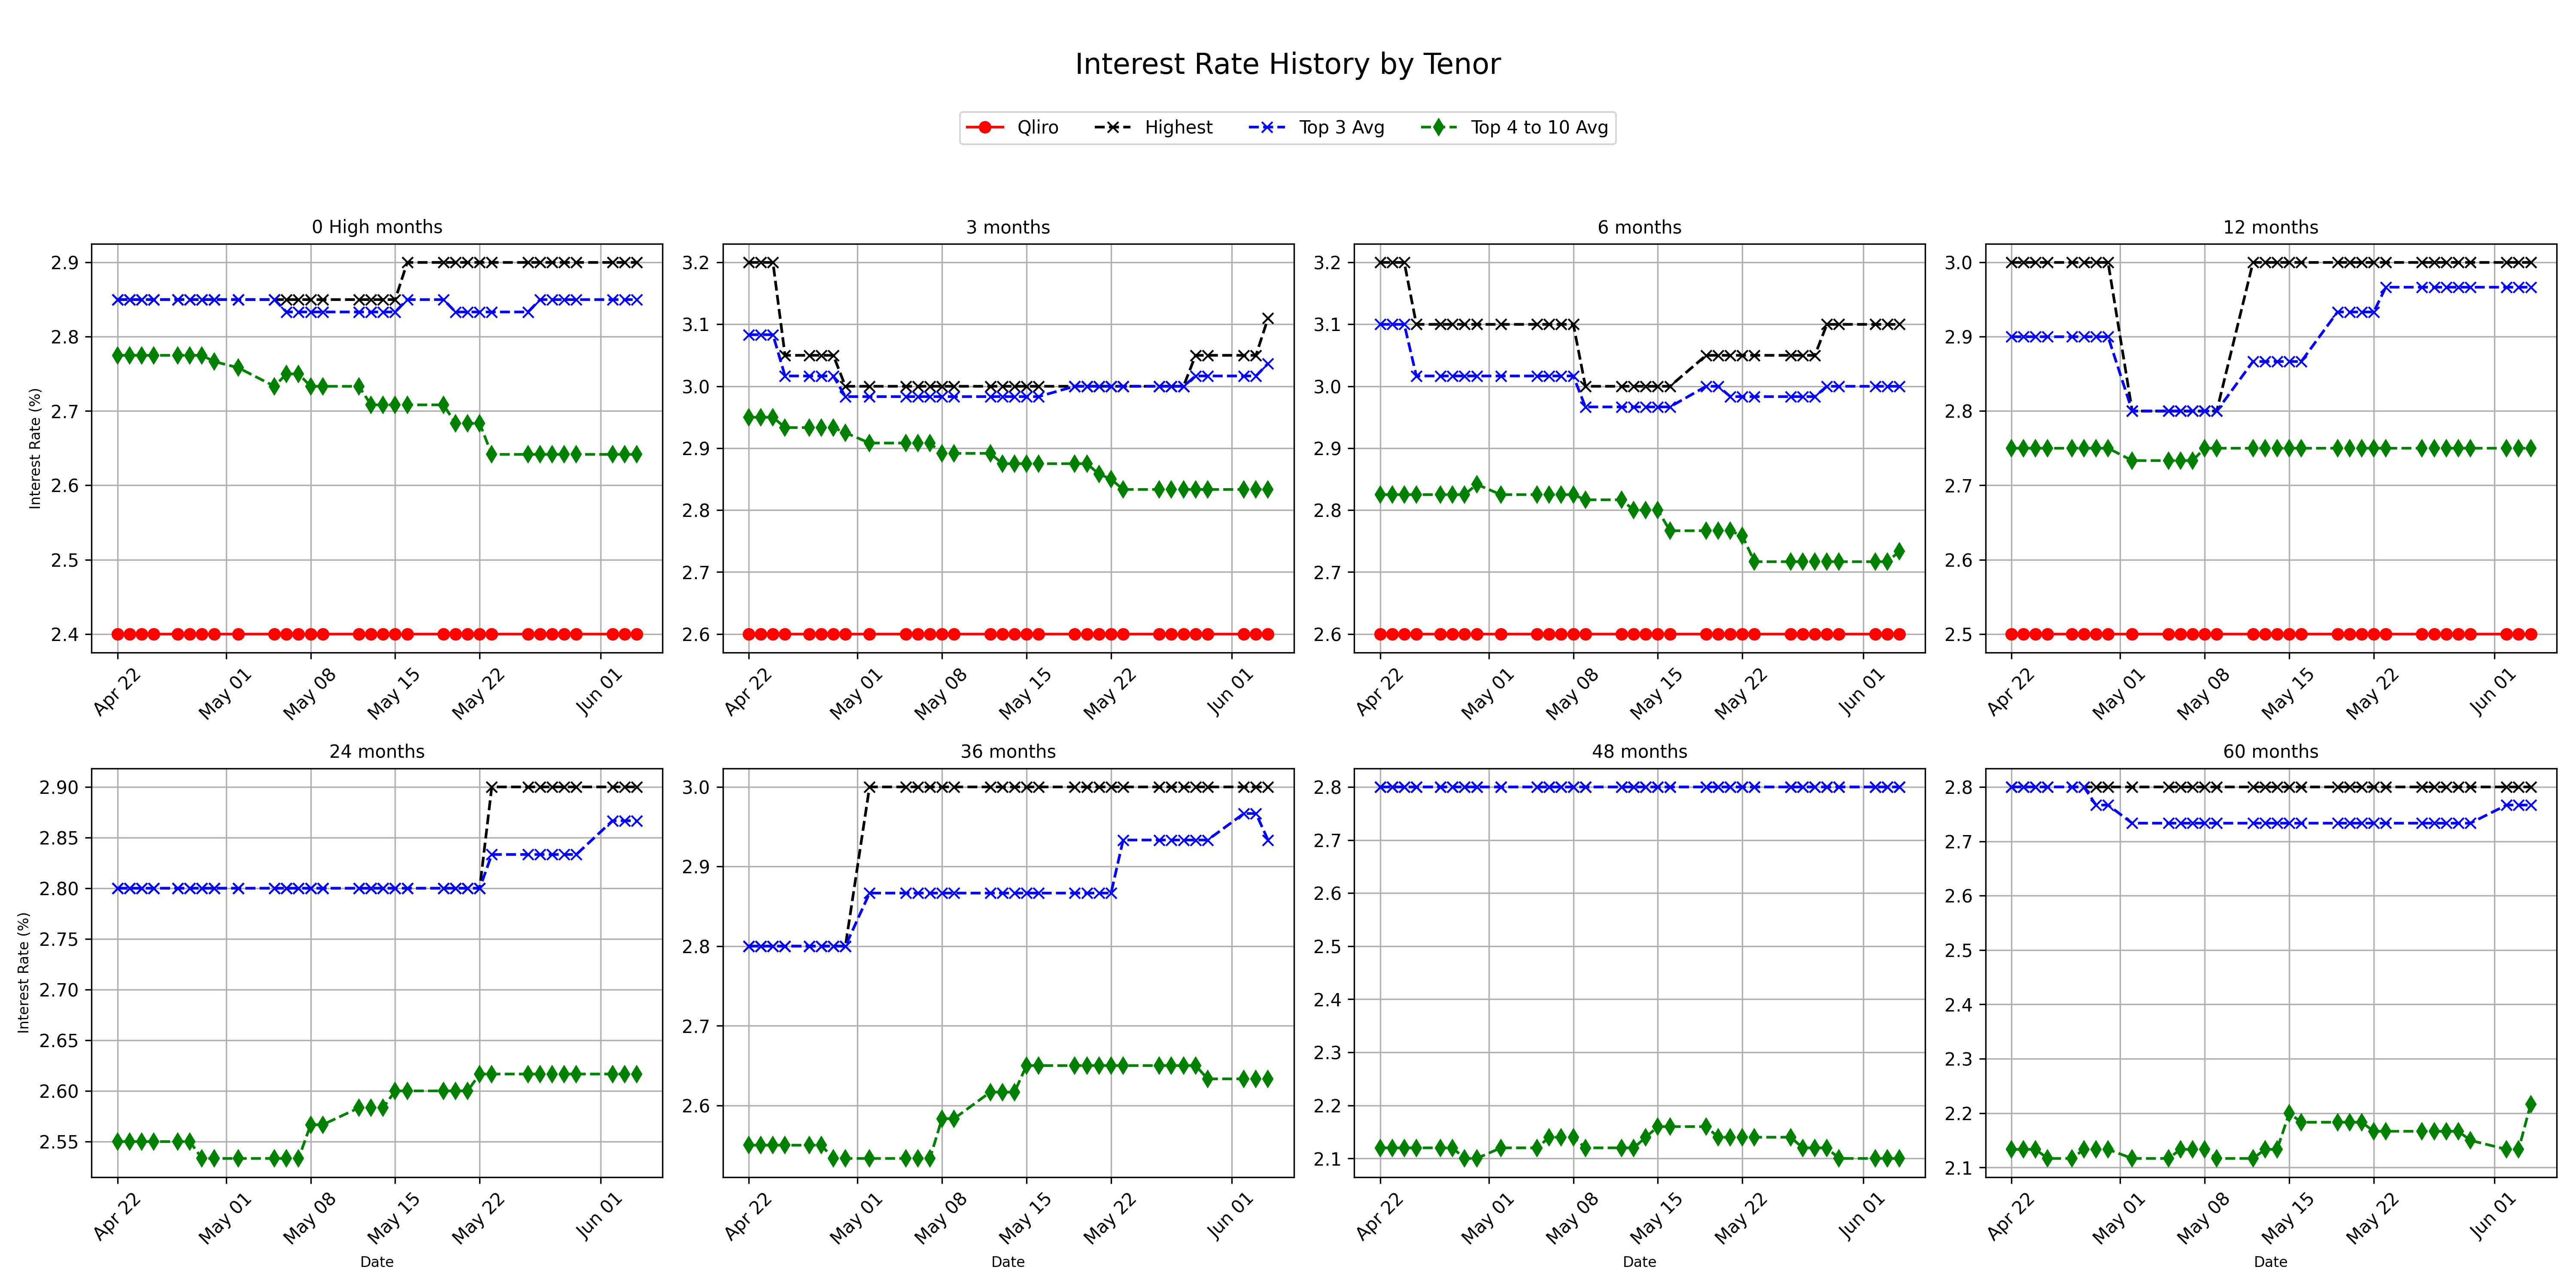 Interest Rate History by Tenor
Qliro Highest Top 3 Avg Top 4 to 10 Avg
0 High months
Interest Rate (%)
2.9
2.8
2.7
2.6
2.5
2.4
Apr 22 May 01 May 08 May 15 May 22 Jun 01
3 months
3.2
3.1
3.0
2.9
2.8
2.7
2.6
Apr 22 May 01 May 08 May 15 May 22 Jun 01
6 months
3.2
3.1
3.0
2.9
2.8
2.7
2.6
Apr 22 May 01 May 08 May 15 May 22 Jun 01
12 months
3.0
2.9
2.8
2.7
2.6
2.5
Apr 22 May 01 May 08 May 15 May 22 Jun 01
24 months
Interest Rate (%)
2.90
2.85
2.80
2.75
2.70
2.65
2.60
2.55
Apr 22 May 01 May 08 May 15 May 22 Jun 01
Date
36 months
3.0
2.9
2.8
2.7
2.6
Apr 22 May 01 May 08 May 15 May 22 Jun 01
Date
48 months
2.8
2.7
2.6
2.5
2.4
2.3
2.2
2.1
Apr 22 May 01 May 08 May 15 May 22 Jun 01
Date
60 months
2.8
2.7
2.6
2.5
2.4
2.3
2.2
2.1
Apr 22 May 01 May 08 May 15 May 22 Jun 01
Date